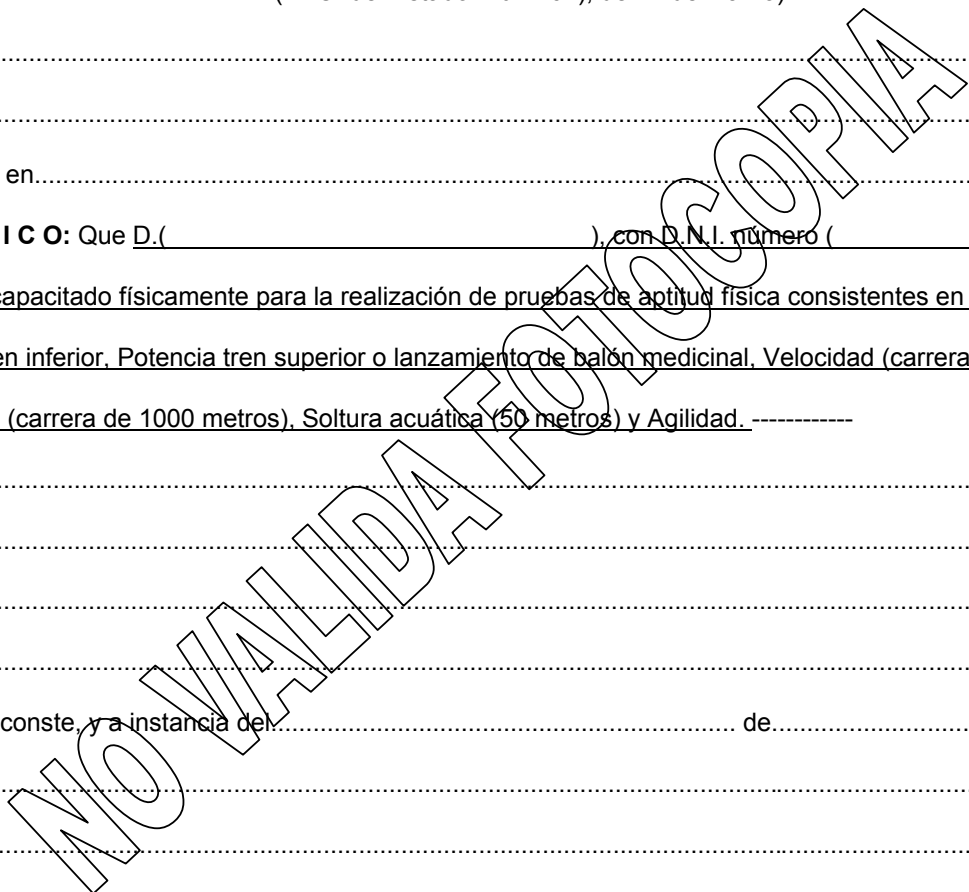 en
I C O: Que D.( ), con D.N.I. número (
capacitado físicamente para la realización de pruebas de aptitud física consistentes en
en inferior, Potencia tren superior o lanzamiento de balón medicinal, Velocidad (carrera
(carrera de 1000 metros), Soltura acuática (50 metros) y Agilidad. ------------
conste, y a instancia del............ de............
NO VALIDA FOTOCOPIA